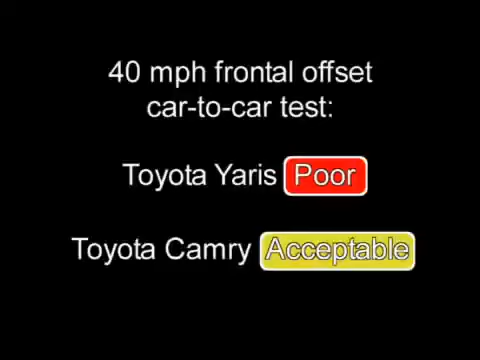 40 mph frontal offset
car-to-car test:
Toyota Yaris Poor
Toyota Camry Acceptable